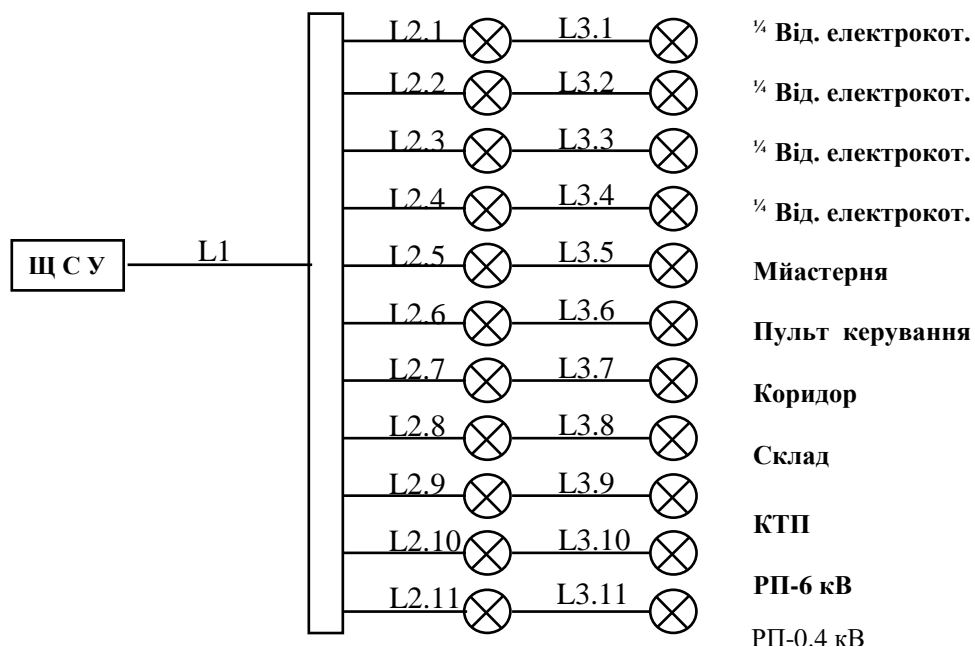 L2.1 L3.1 ¼ Від. електрокот.
L2.2 L3.2 ¼ Від. електрокот.
L2.3 L3.3 ¼ Від. електрокот.
L2.4 L3.4 ¼ Від. електрокот.
Щ С У L1
L2.5 L3.5 Мйастерня
L2.6 L3.6 Пульт керування
L2.7 L3.7 Коридор
L2.8 L3.8 Склад
L2.9 L3.9 КТП
L2.10 L3.10 РП-6 кВ
L2.11 L3.11 РП-0,4 кВ